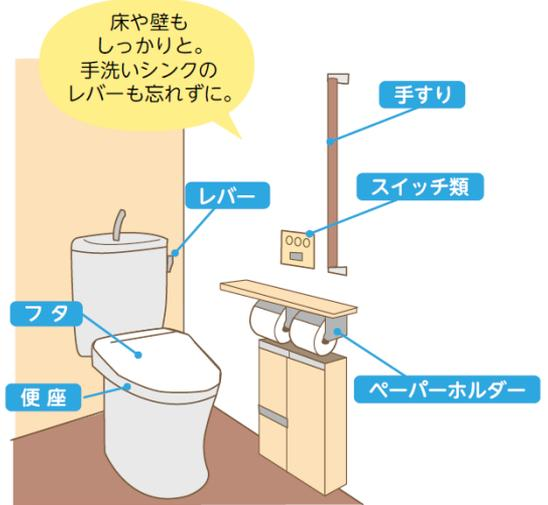 床や壁も
しっかりと。
手洗いシンクの
レバーも忘れずに。
手すり
スイッチ類
レバー
フタ
便座
ペーパーホルダー